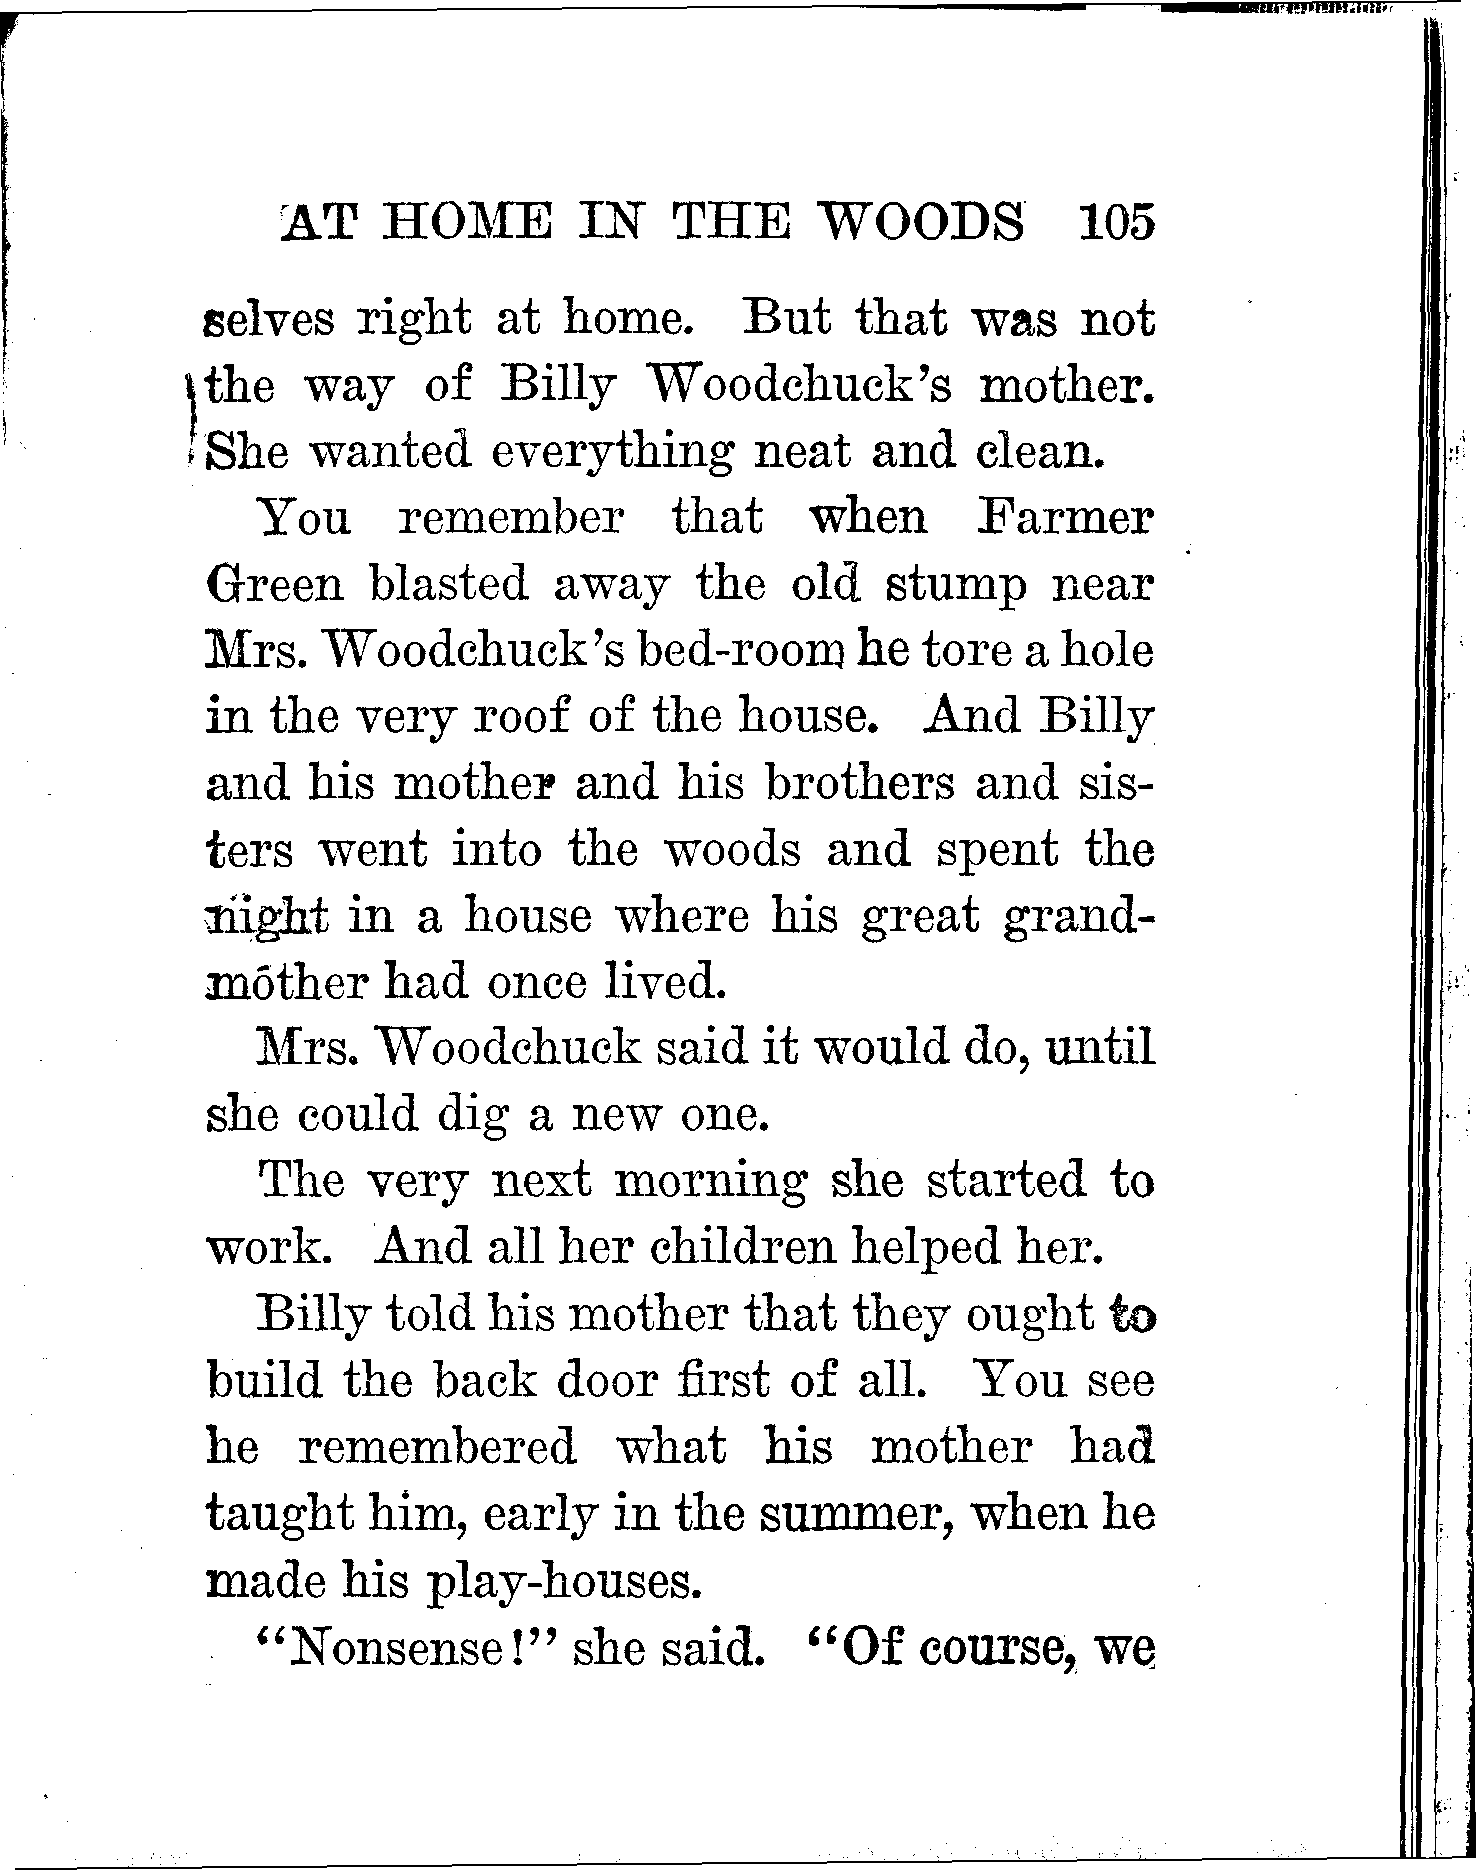 AT HOME IN THE WOODS 105
selves right at home. But that was not
the way of Billy Woodchuck's mother.
She wanted everything neat and clean.
You remember that when Farmer
Green blasted away the old stump near
Mrs. Woodchuck's bed-room he tore a hole
in the very roof of the house. And Billy
and his mother and his brothers and sis-
ters went into the woods and spent the
night in a house where his great grand-
mother had once lived.
Mrs. Woodchuck said it would do, until
she could dig a new one.
The very next morning she started to
work. And all her children helped her.
Billy told his mother that they ought to
build the back door first of all. You see
he remembered what his mother had
taught him, early in the summer, when he
made his play-houses.
"Nonsense!" she said. "Of course, we